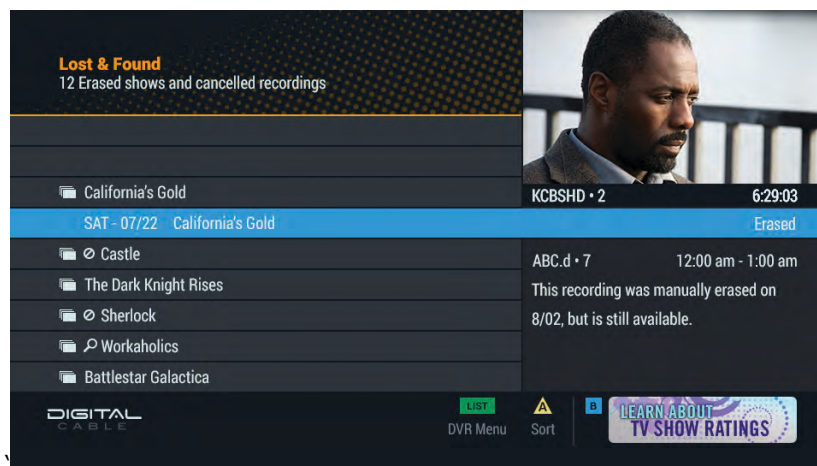 Lost & Found
12 Erased shows and cancelled recordings
California's Gold
KCBSHD • 2 6:29:03
SAT - 07/22 California's Gold Erased
Castle
ABC.d • 7 12:00 am - 1:00 am
The Dark Knight Rises
This recording was manually erased on
Sherlock
8/02, but is still available.
Workaholics
Battlestar Galactica
DIGITAL
CABLE
LIST
DVR Menu
A
Sort
B
LEARN ABOUT
TV SHOW RATINGS